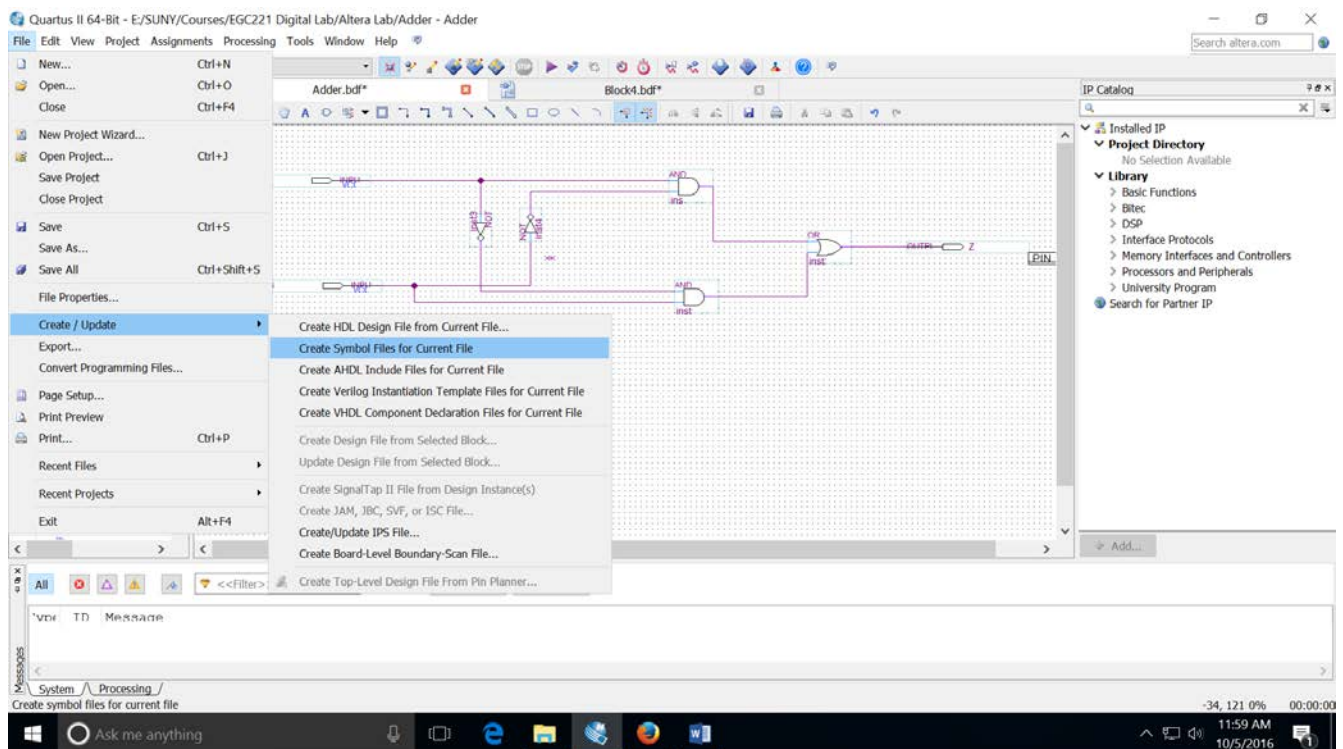 Quartus II 64-Bit - E:/SUNY/Courses/EGC221 Digital Lab/Altera Lab/Adder - Adder
File Edit View Project Assignments Processing Tools Window Help
Search altera.com
New... Ctrl+N
Open... Ctrl+O
Close Ctrl+F4
New Project Wizard...
Open Project... Ctrl+J
Save Project
Close Project
Save Ctrl+S
Save As...
Save All Ctrl+Shift+S
File Properties...
Create / Update
Export...
Convert Programming Files...
Page Setup...
Print Preview
Print... Ctrl+P
Recent Files
Recent Projects
Exit Alt+F4
Create HDL Design File from Current File...
Create Symbol Files for Current File
Create AHDL Include Files for Current File
Create Verilog Instantiation Template Files for Current File
Create VHDL Component Declaration Files for Current File
Create Design File from Selected Block...
Update Design File from Selected Block...
Create SignalTap II File from Design Instance(s)
Create JAM, JBC, SVF, or ISC File...
Create/Update IPS File...
Create Board-Level Boundary-Scan File...
Create Top-Level Design File From Pin Planner...
Adder.bdf* Block4.bdf*
AND
ins
NOT
inst3
NOT
inst4
OR
inst
Z
PIN
AND
inst
IP Catalog
Installed IP
Project Directory
No Selection Available
Library
Basic Functions
Bitec
DSP
Interface Protocols
Memory Interfaces and Controllers
Processors and Peripherals
University Program
Search for Partner IP
Add...
All <<Filter>
ID Message
Messages
System Processing
Create symbol files for current file
-34, 121 0% 00:00:00
Ask me anything
11:59 AM
10/5/2016